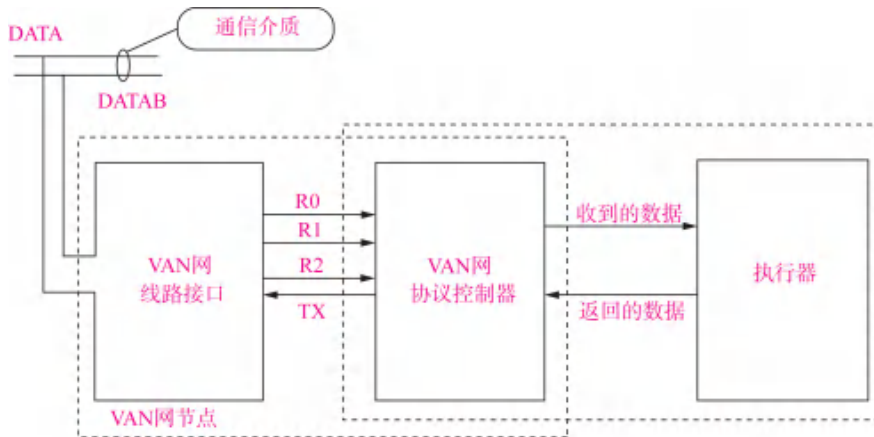 通信介质
DATA
DATAB
R0
R1
R2
TX
VAN网
线路接口
VAN网
协议控制器
收到的数据
返回的数据
执行器
VAN网节点